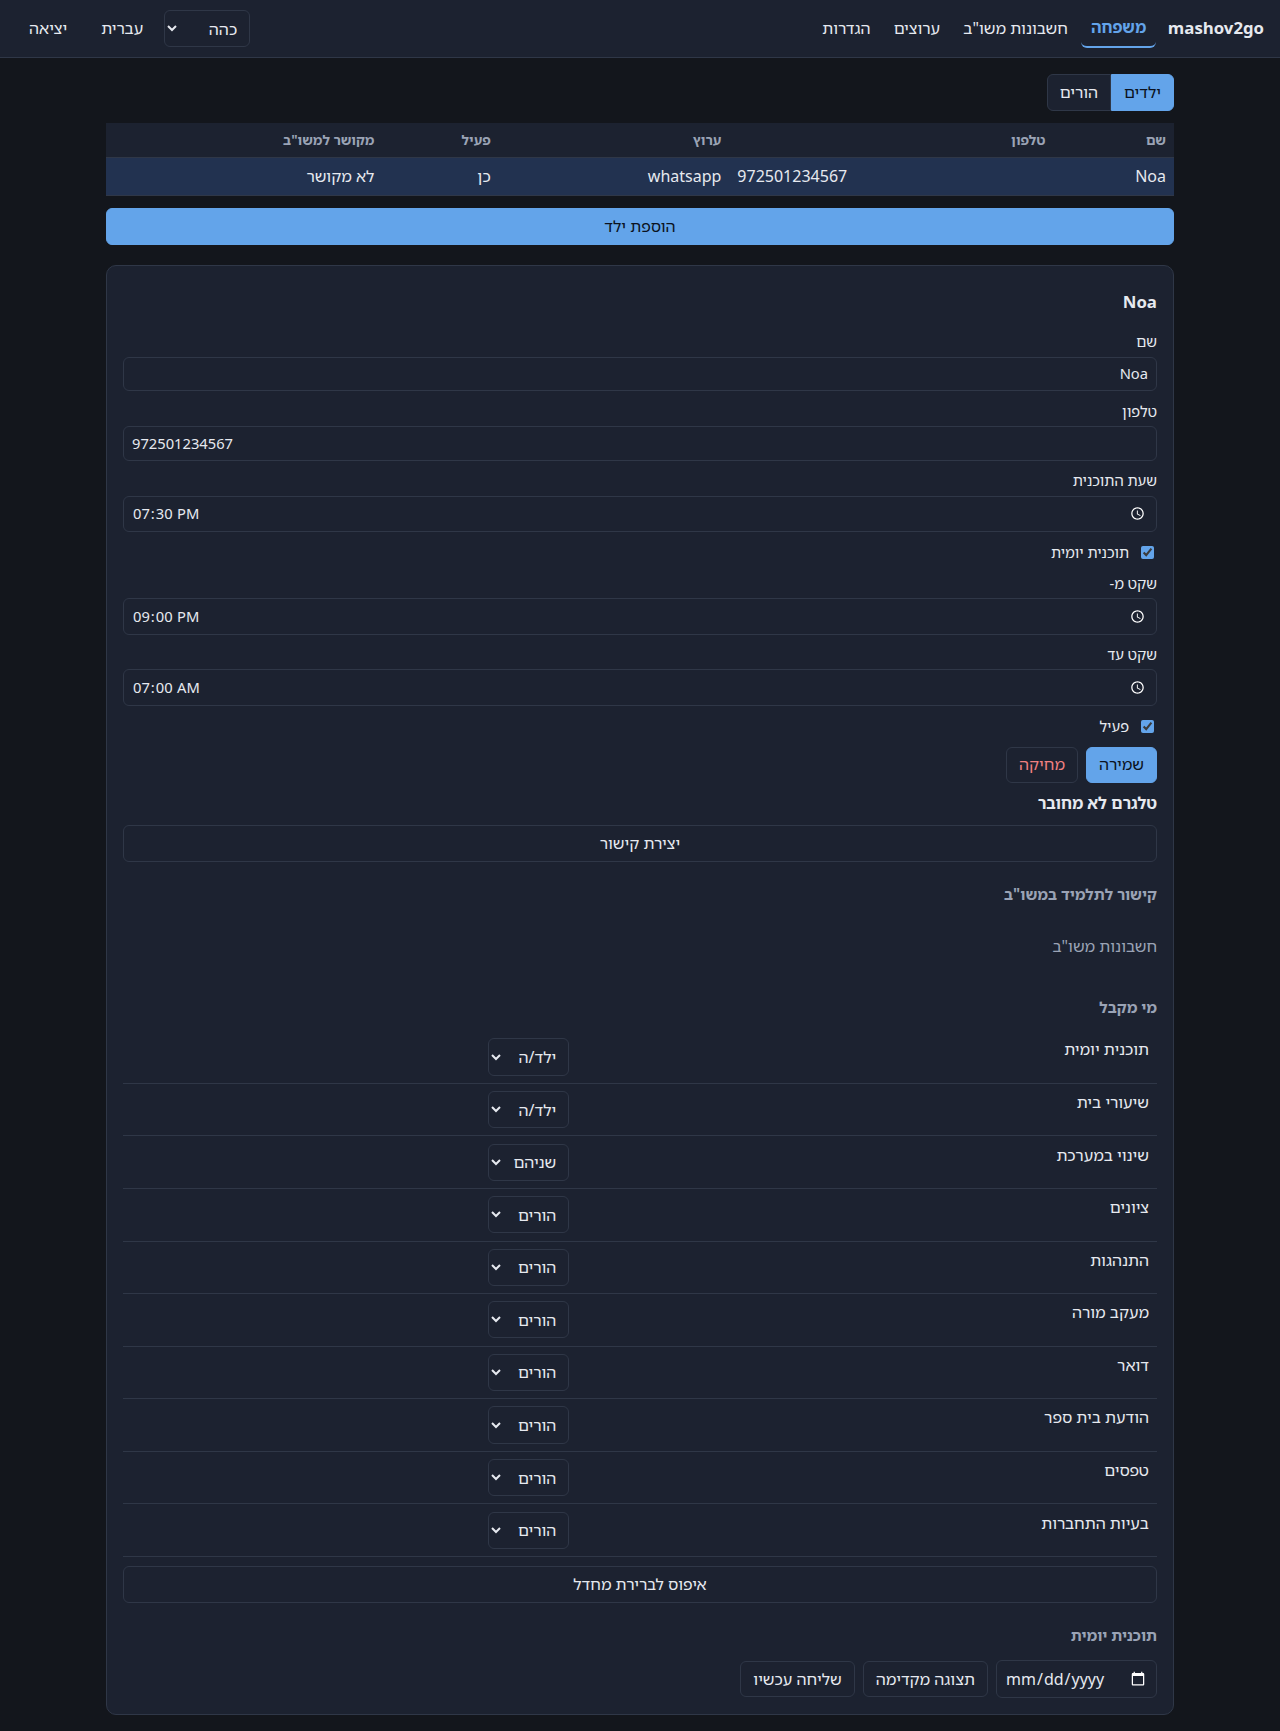 mashov2go משפחה חשבונות משו"ב ערוצים הגדרות כהה עברית יציאה
ילדים הורים
שם טלפון ערוץ פעיל מקושר למשו"ב
Noa 972501234567 whatsapp כן לא מקושר
הוספת ילד
Noa
שם
Noa
טלפון
972501234567
שעת התוכנית
07:30 PM
תוכנית יומית
שקט מ-
09:00 PM
שקט עד
07:00 AM
פעיל
שמירה מחיקה
טלגרם לא מחובר
יצירת קישור
קישור לתלמיד במשו"ב
חשבונות משו"ב
מי מקבל
תוכנית יומית ילד/ה
שיעורי בית ילד/ה
שינוי במערכת שניהם
ציונים הורים
התנהגות הורים
מעקב מורה הורים
דואר הורים
הודעת בית ספר הורים
טפסים הורים
בעיות התחברות הורים
איפוס לברירת מחדל
תוכנית יומית
mm/dd/yyyy תצוגה מקדימה שליחה עכשיו